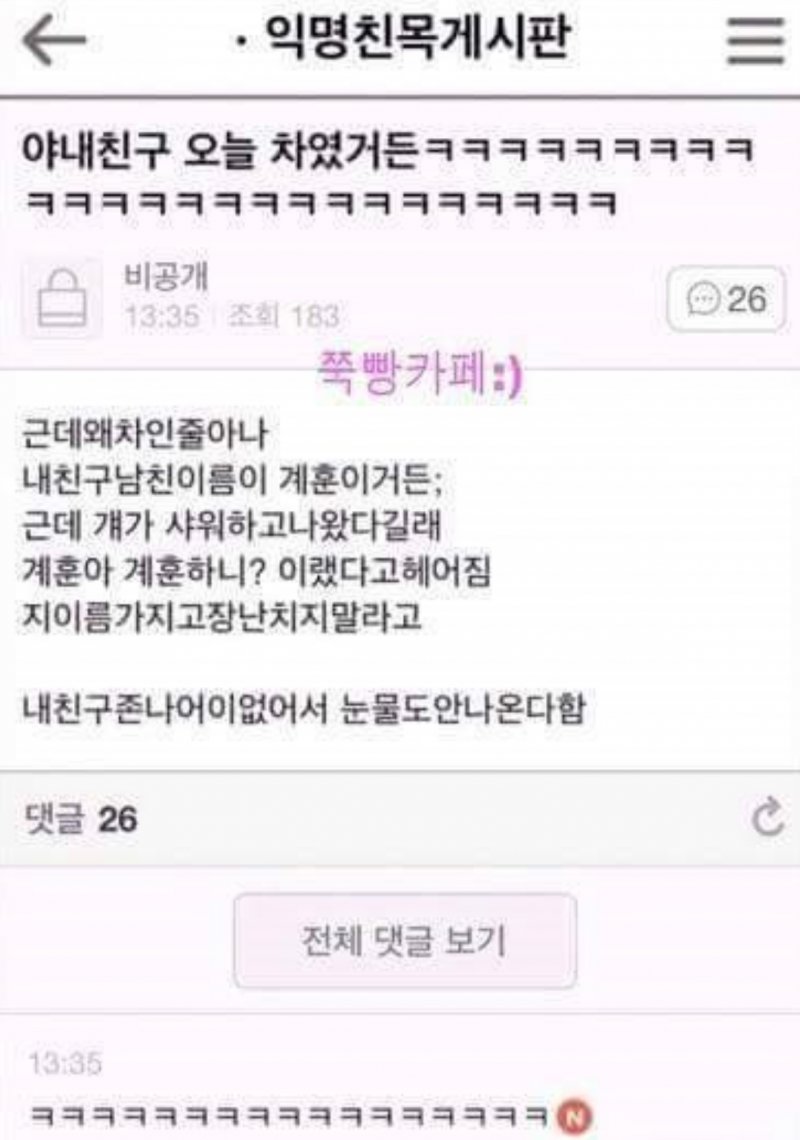 · 익명친목게시판
야내친구 오늘 차였거든ㅋㅋㅋㅋㅋㅋㅋㅋㅋ
ㅋㅋㅋㅋㅋㅋㅋㅋㅋㅋㅋㅋㅋㅋㅋㅋ
비공개
13:35 조회 183
26
쭉빵카페:)
근데왜차인줄아나
내친구남친이름이 계훈이거든;
근데 걔가 샤워하고나왔다길래
계훈아 계훈하니? 이랬다고헤어짐
지이름가지고장난치지말라고
내친구존나어이없어서 눈물도안나온다함
댓글 26
전체 댓글 보기
13:35
ㅋㅋㅋㅋㅋㅋㅋㅋㅋㅋㅋㅋㅋㅋㅋㅋㅋ N